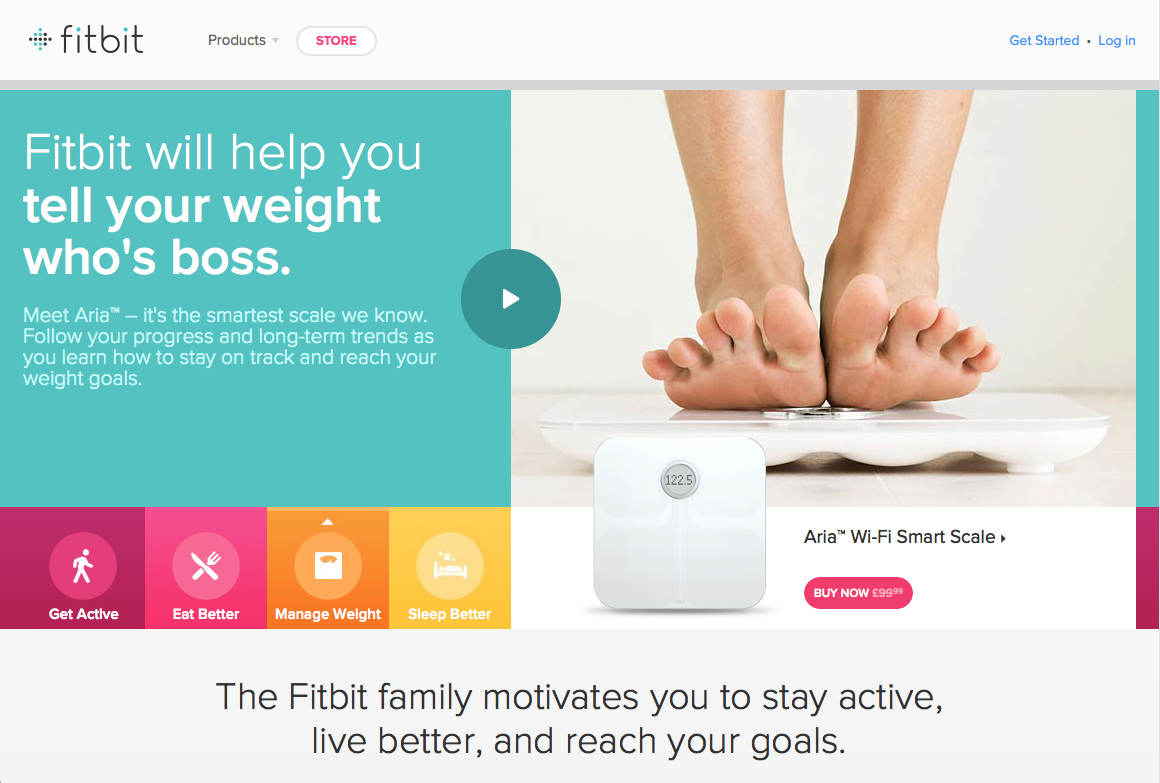 fitbit
Products
STORE
Get Started • Log in
Fitbit will help you
tell your weight
who's boss.
Meet Aria™ – it's the smartest scale we know.
Follow your progress and long-term trends as
you learn how to stay on track and reach your
weight goals.
122.5
Get Active
Eat Better
Manage Weight
zzz
Sleep Better
Aria™ Wi-Fi Smart Scale
BUY NOW £99⁹⁹
The Fitbit family motivates you to stay active,
live better, and reach your goals.